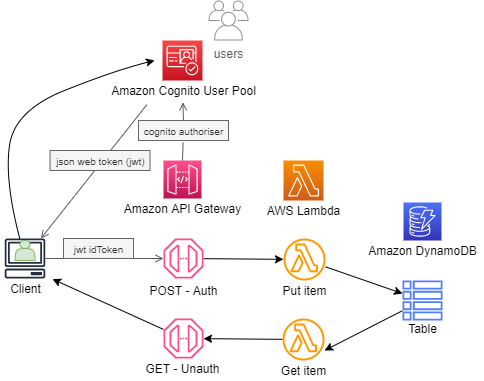 users
Amazon Cognito User Pool
cognito authoriser
json web token (jwt)
Amazon API Gateway
AWS Lambda
Amazon DynamoDB
jwt idToken
Client
POST - Auth
Put item
Table
GET - Unauth
Get item